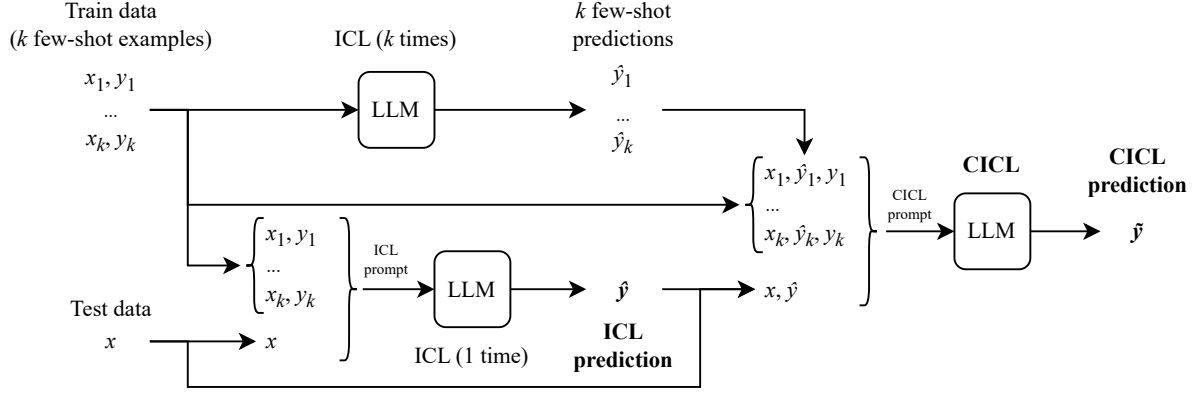 Train data
(k few-shot examples)
x₁, y₁
...
xₖ, yₖ
ICL (k times)
LLM
k few-shot
predictions
ŷ₁
...
ŷₖ
x₁, ŷ₁, y₁
...
xₖ, ŷₖ, yₖ
x, ŷ
CICL
prompt
CICL
LLM
CICL
prediction
ỹ
x₁, y₁
...
xₖ, yₖ
x
ICL
prompt
LLM
ICL (1 time)
ŷ
ICL
prediction
Test data
x